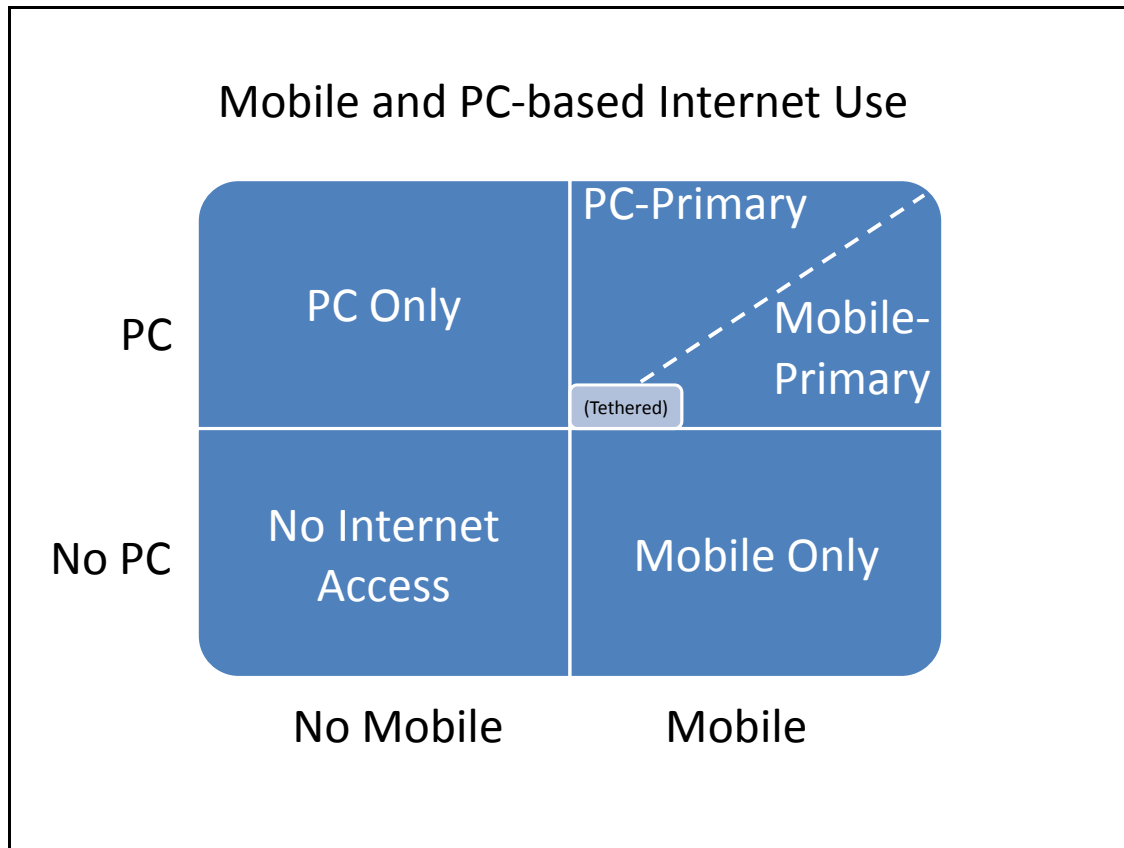 Mobile and PC-based Internet Use
PC-Primary
PC Only
Mobile-
Primary
PC
(Tethered)
No Internet
Access
Mobile Only
No PC
No Mobile
Mobile